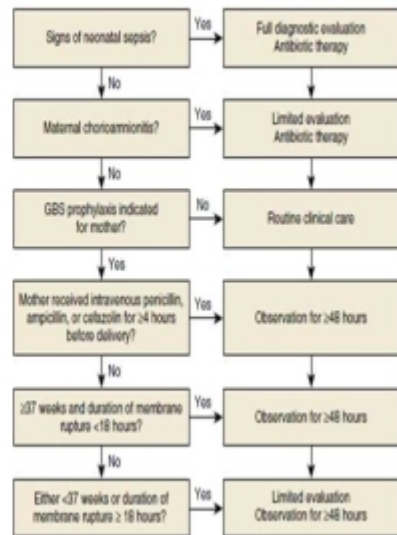 Signs of neonatal sepsis?
Yes
Full diagnostic evaluation
Antibiotic therapy
No
Maternal chorioamnionitis?
Yes
Limited evaluation
Antibiotic therapy
No
GBS prophylaxis indicated
for mother?
No
Routine clinical care
Yes
Mother received intravenous penicillin,
ampicillin, or cefazolin for ≥4 hours
before delivery?
Yes
Observation for ≥48 hours
No
≥37 weeks and duration of membrane
rupture <18 hours?
Yes
Observation for ≥48 hours
No
Either <37 weeks or duration of
membrane rupture ≥ 18 hours?
Yes
Limited evaluation
Observation for ≥48 hours